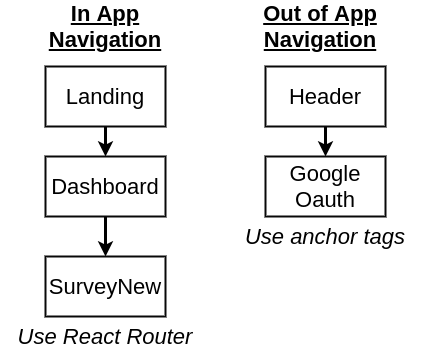 In App
Navigation
Landing
Dashboard
SurveyNew
Use React Router
Out of App
Navigation
Header
Google
Oauth
Use anchor tags